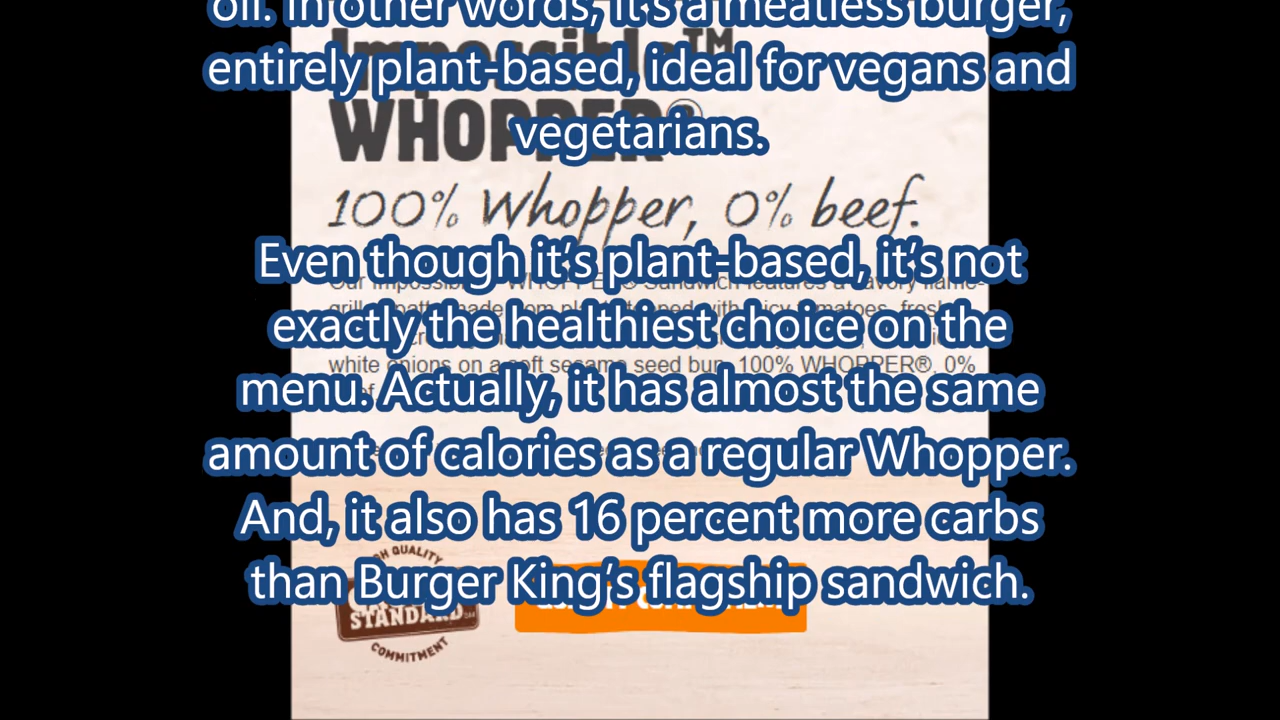 oil. In other words, it's a meatless burger,
Impossible™
entirely plant-based, ideal for vegans and
WHOPPER®
vegetarians.
100% Whopper, 0% beef.
Even though it's plant-based, it's not
exactly the healthiest choice on the
white onions on a soft sesame seed bun. 100% WHOPPER®, 0%
menu. Actually, it has almost the same
amount of calories as a regular Whopper.
And, it also has 16 percent more carbs
than Burger King's flagship sandwich.
QUALITY
STANDARD
COMMITMENT